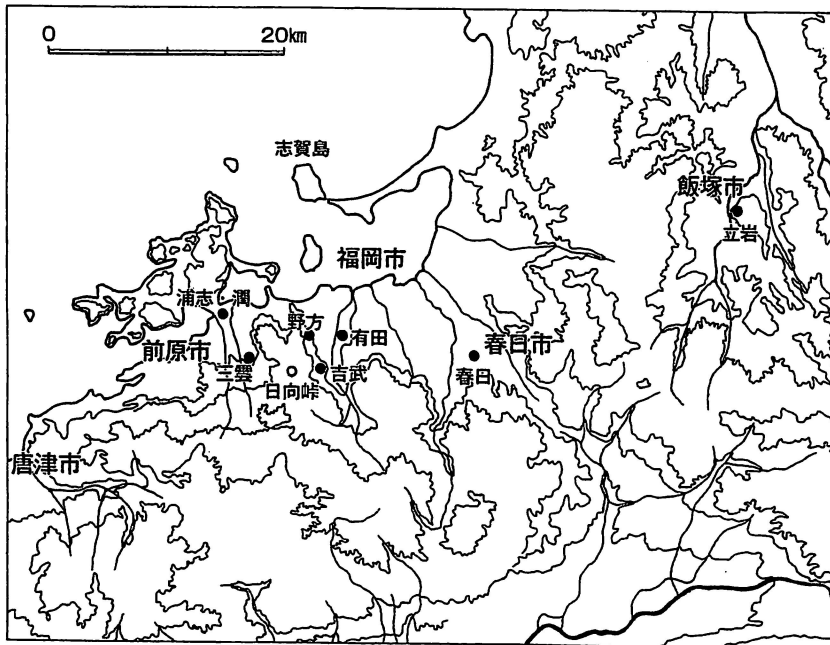 0 20km
志賀島
飯塚市
立岩
福岡市
浦志 潤
野方
有田
前原市
春日市
三雲
日向峠
吉武
春日
唐津市